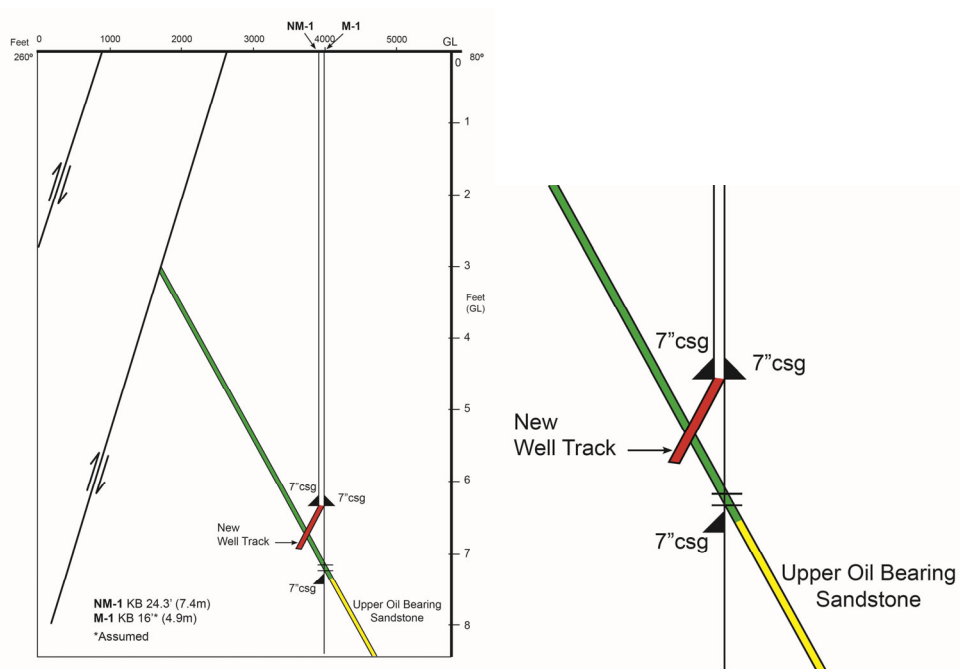 NM-1 M-1
Feet 0 1000 2000 3000 4000 5000 GL
260º 80º
0
1
2
3
Feet
(GL)
4
5
6
7"csg
7"csg
New
Well Track
7
7"csg
Upper Oil Bearing
Sandstone
NM-1 KB 24.3' (7.4m)
M-1 KB 16'* (4.9m)
*Assumed
8
7”csg
7”csg
New
Well Track
7”csg
Upper Oil Bearing
Sandstone